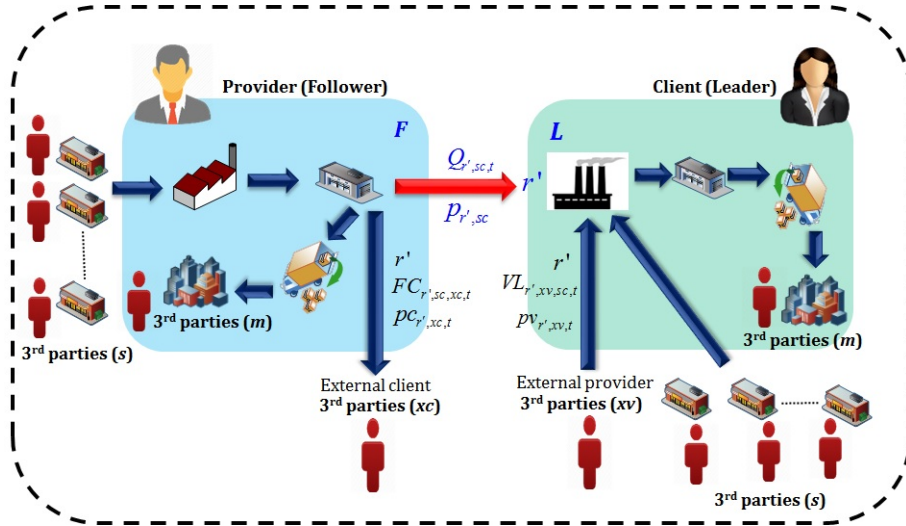 Provider (Follower)
Client (Leader)
F
L
Q_{r',sc,t}
p_{r',sc}
r'
r'
FC_{r',sc,xc,t}
pc_{r',xc,t}
r'
VL_{r',xv,sc,t}
pv_{r',xv,t}
3rd parties (m)
3rd parties (m)
3rd parties (s)
External client
3rd parties (xc)
External provider
3rd parties (xv)
3rd parties (s)